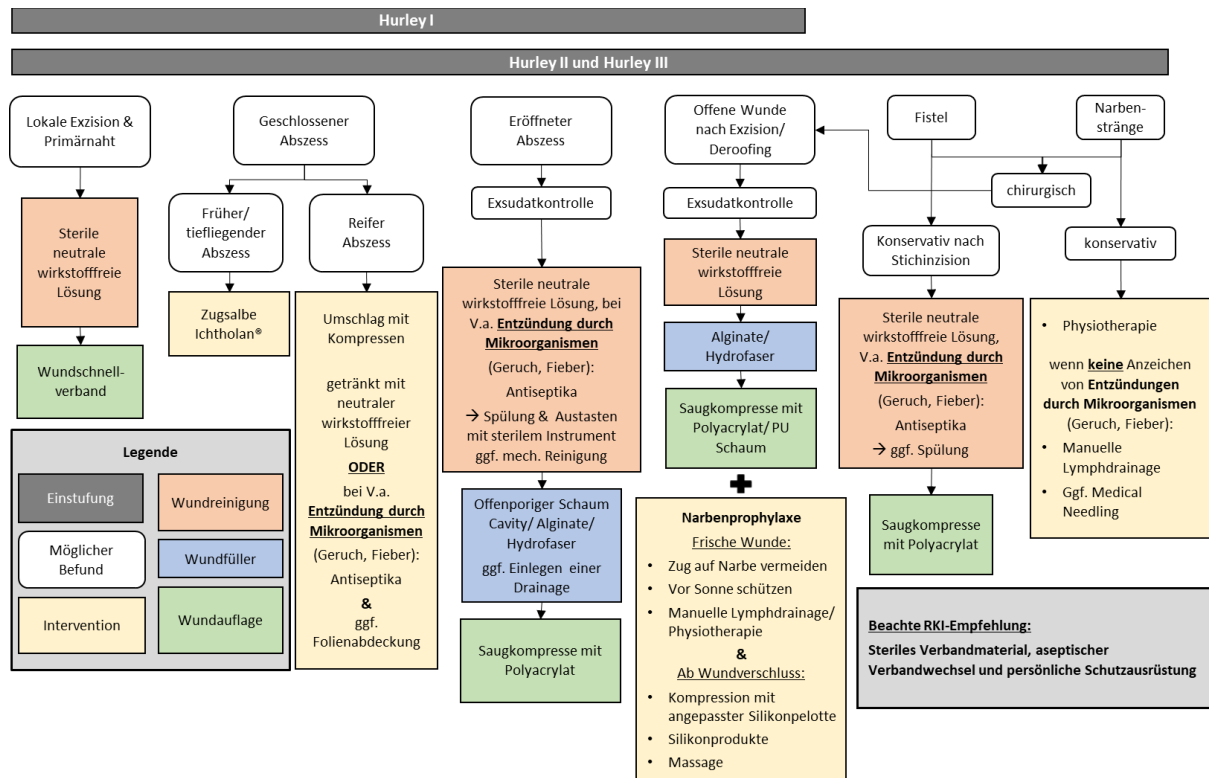 Hurley I
Hurley II und Hurley III
Lokale Exzision &
Primärnaht
Sterile
neutrale
wirkstofffreie
Lösung
Wundschnell-
verband
Geschlossener
Abszess
Früher/
tiefliegender
Abszess
Zugsalbe
Ichtholan®
Reifer
Abszess
Umschlag mit
Kompressen
getränkt mit
neutraler
wirkstofffreier
Lösung
ODER
bei V.a.
Entzündung durch
Mikroorganismen
(Geruch, Fieber):
Antiseptika
&
ggf.
Folienabdeckung
Eröffneter
Abszess
Exsudatkontrolle
Sterile neutrale
wirkstofffreie Lösung, bei
V.a. Entzündung durch
Mikroorganismen
(Geruch, Fieber):
Antiseptika
→ Spülung & Austasten
mit sterilem Instrument
ggf. mech. Reinigung
Offenporiger Schaum
Cavity/ Alginate/
Hydrofaser
ggf. Einlegen einer
Drainage
Saugkompresse mit
Polyacrylat
Offene Wunde
nach Exzision/
Deroofing
Exsudatkontrolle
Sterile neutrale
wirkstofffreie
Lösung
Alginate/
Hydrofaser
Saugkompresse mit
Polyacrylat/ PU
Schaum
Narbenprophylaxe
Frische Wunde:
• Zug auf Narbe vermeiden
• Vor Sonne schützen
• Manuelle Lymphdrainage/
Physiotherapie
&
Ab Wundverschluss:
• Kompression mit
angepasster Silikonpelotte
• Silikonprodukte
• Massage
Fistel
Narben-
stränge
chirurgisch
Konservativ nach
Stichinzision
Sterile neutrale
wirkstofffreie Lösung,
V.a. Entzündung durch
Mikroorganismen
(Geruch, Fieber):
Antiseptika
→ ggf. Spülung
Saugkompresse
mit Polyacrylat
konservativ
• Physiotherapie
wenn keine Anzeichen
von Entzündungen
durch Mikroorganismen
(Geruch, Fieber):
• Manuelle
Lymphdrainage
• Ggf. Medical
Needling
Legende
Einstufung
Wundreinigung
Möglicher
Befund
Wundfüller
Intervention
Wundauflage
Beachte RKI-Empfehlung:
Steriles Verbandmaterial, aseptischer
Verbandwechsel und persönliche Schutzausrüstung